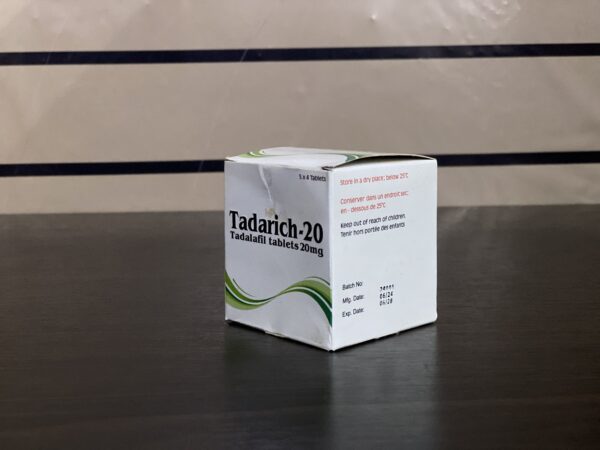 5 x 4 Tablets
Tadarich-20
Tadalafil tablets 20mg
Store in a dry place; below 25°C
Conserver dans un endroit sec;
en - dessous de 25°C
Keep out of reach of children
Tenir hors portée des enfants
Batch No
Mfg. Date: 06/24
Exp. Date: